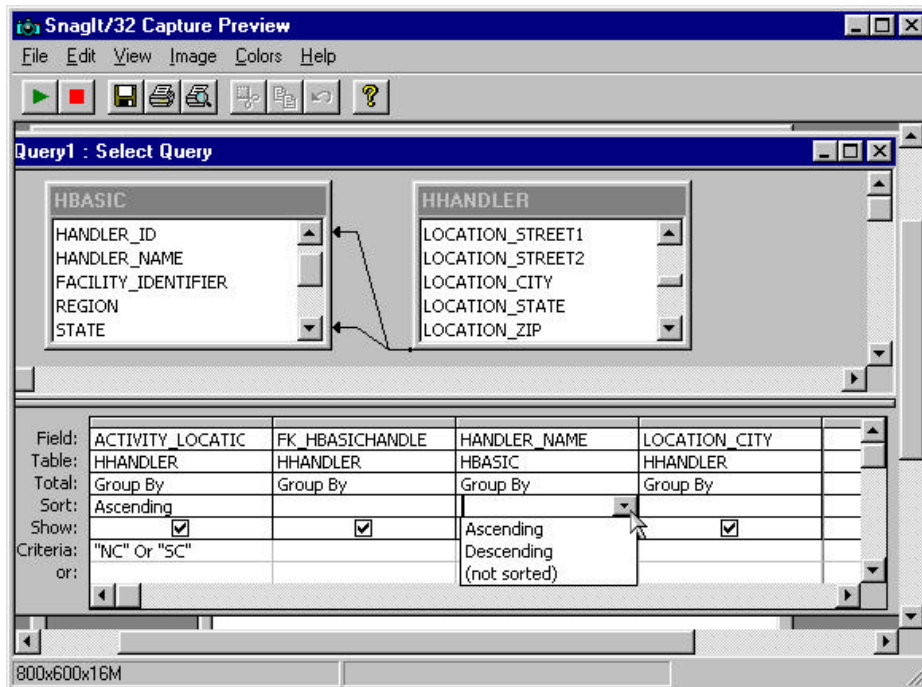 SnagIt/32 Capture Preview
File Edit View Image Colors Help
Query1 : Select Query
HBASIC
HANDLER_ID
HANDLER_NAME
FACILITY_IDENTIFIER
REGION
STATE
HHANDLER
LOCATION_STREET1
LOCATION_STREET2
LOCATION_CITY
LOCATION_STATE
LOCATION_ZIP
Field: ACTIVITY_LOCATIC FK_HBASICHANDLE HANDLER_NAME LOCATION_CITY
Table: HHANDLER HHANDLER HBASIC HHANDLER
Total: Group By Group By Group By Group By
Sort: Ascending
Show:
Criteria: "NC" Or "SC"
or:
Ascending
Descending
(not sorted)
800x600x16M